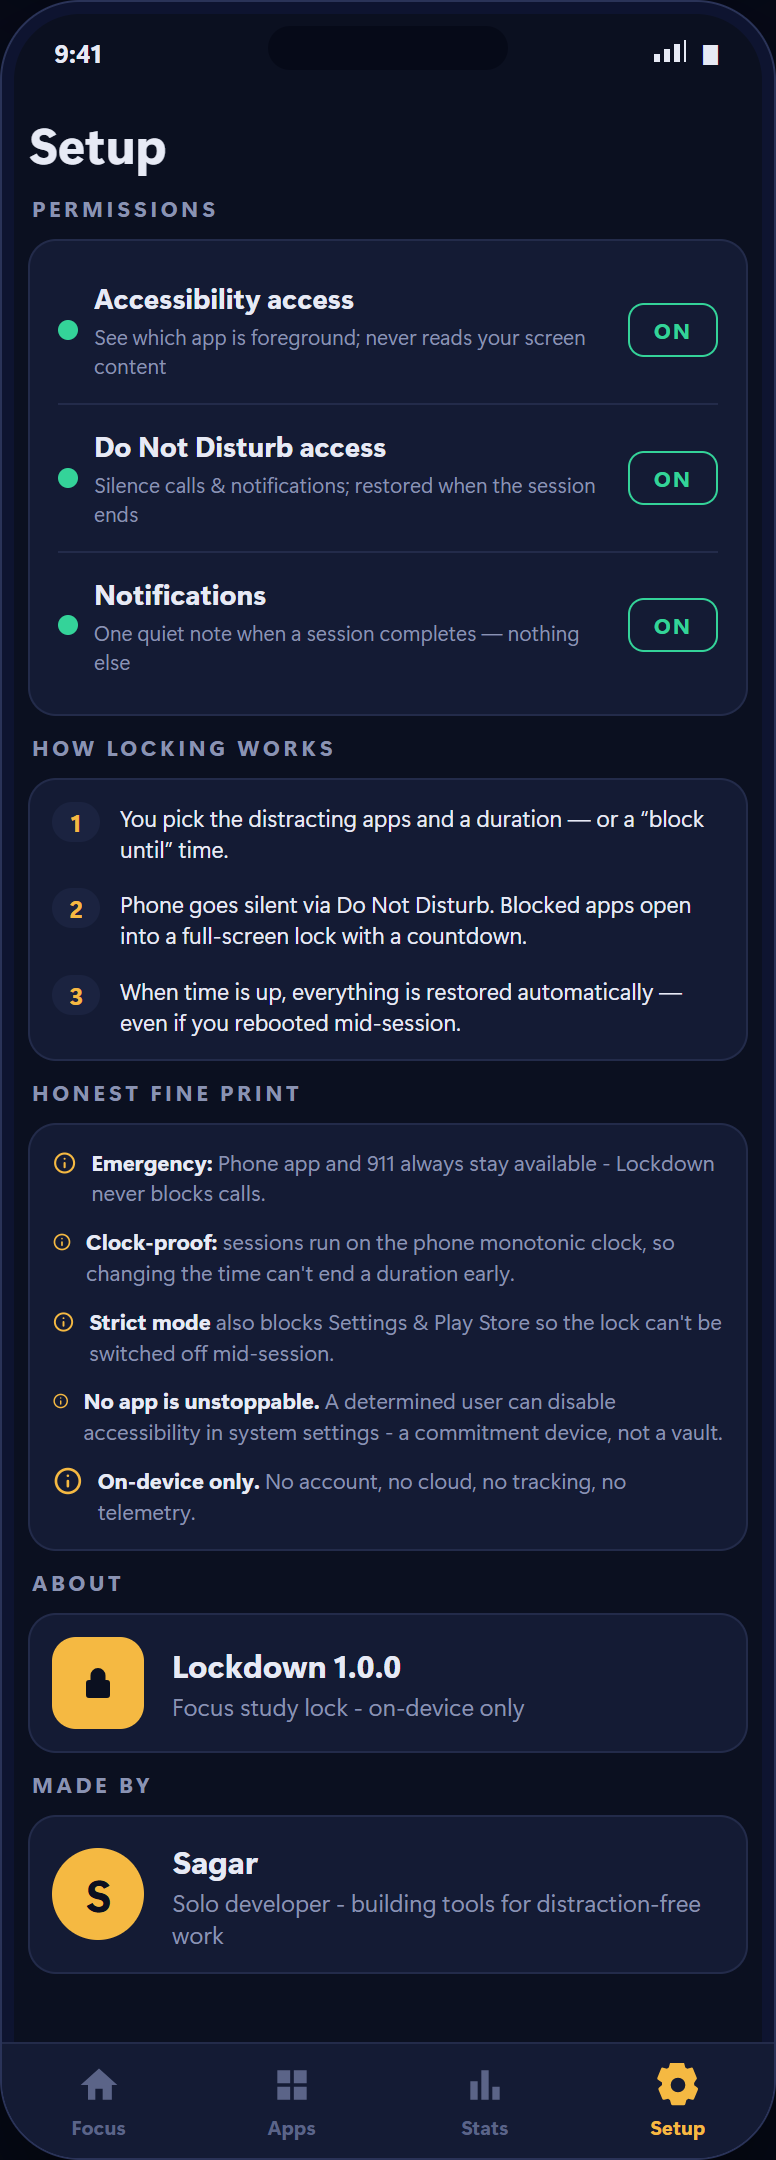 9:41
Setup
PERMISSIONS
Accessibility access
See which app is foreground; never reads your screen
content
ON
Do Not Disturb access
Silence calls & notifications; restored when the session
ends
ON
Notifications
One quiet note when a session completes — nothing
else
ON
HOW LOCKING WORKS
1
You pick the distracting apps and a duration — or a “block
until” time.
2
Phone goes silent via Do Not Disturb. Blocked apps open
into a full-screen lock with a countdown.
3
When time is up, everything is restored automatically —
even if you rebooted mid-session.
HONEST FINE PRINT
Emergency: Phone app and 911 always stay available - Lockdown
never blocks calls.
Clock-proof: sessions run on the phone monotonic clock, so
changing the time can't end a duration early.
Strict mode also blocks Settings & Play Store so the lock can't be
switched off mid-session.
No app is unstoppable. A determined user can disable
accessibility in system settings - a commitment device, not a vault.
On-device only. No account, no cloud, no tracking, no
telemetry.
ABOUT
Lockdown 1.0.0
Focus study lock - on-device only
MADE BY
S
Sagar
Solo developer - building tools for distraction-free
work
Focus
Apps
Stats
Setup